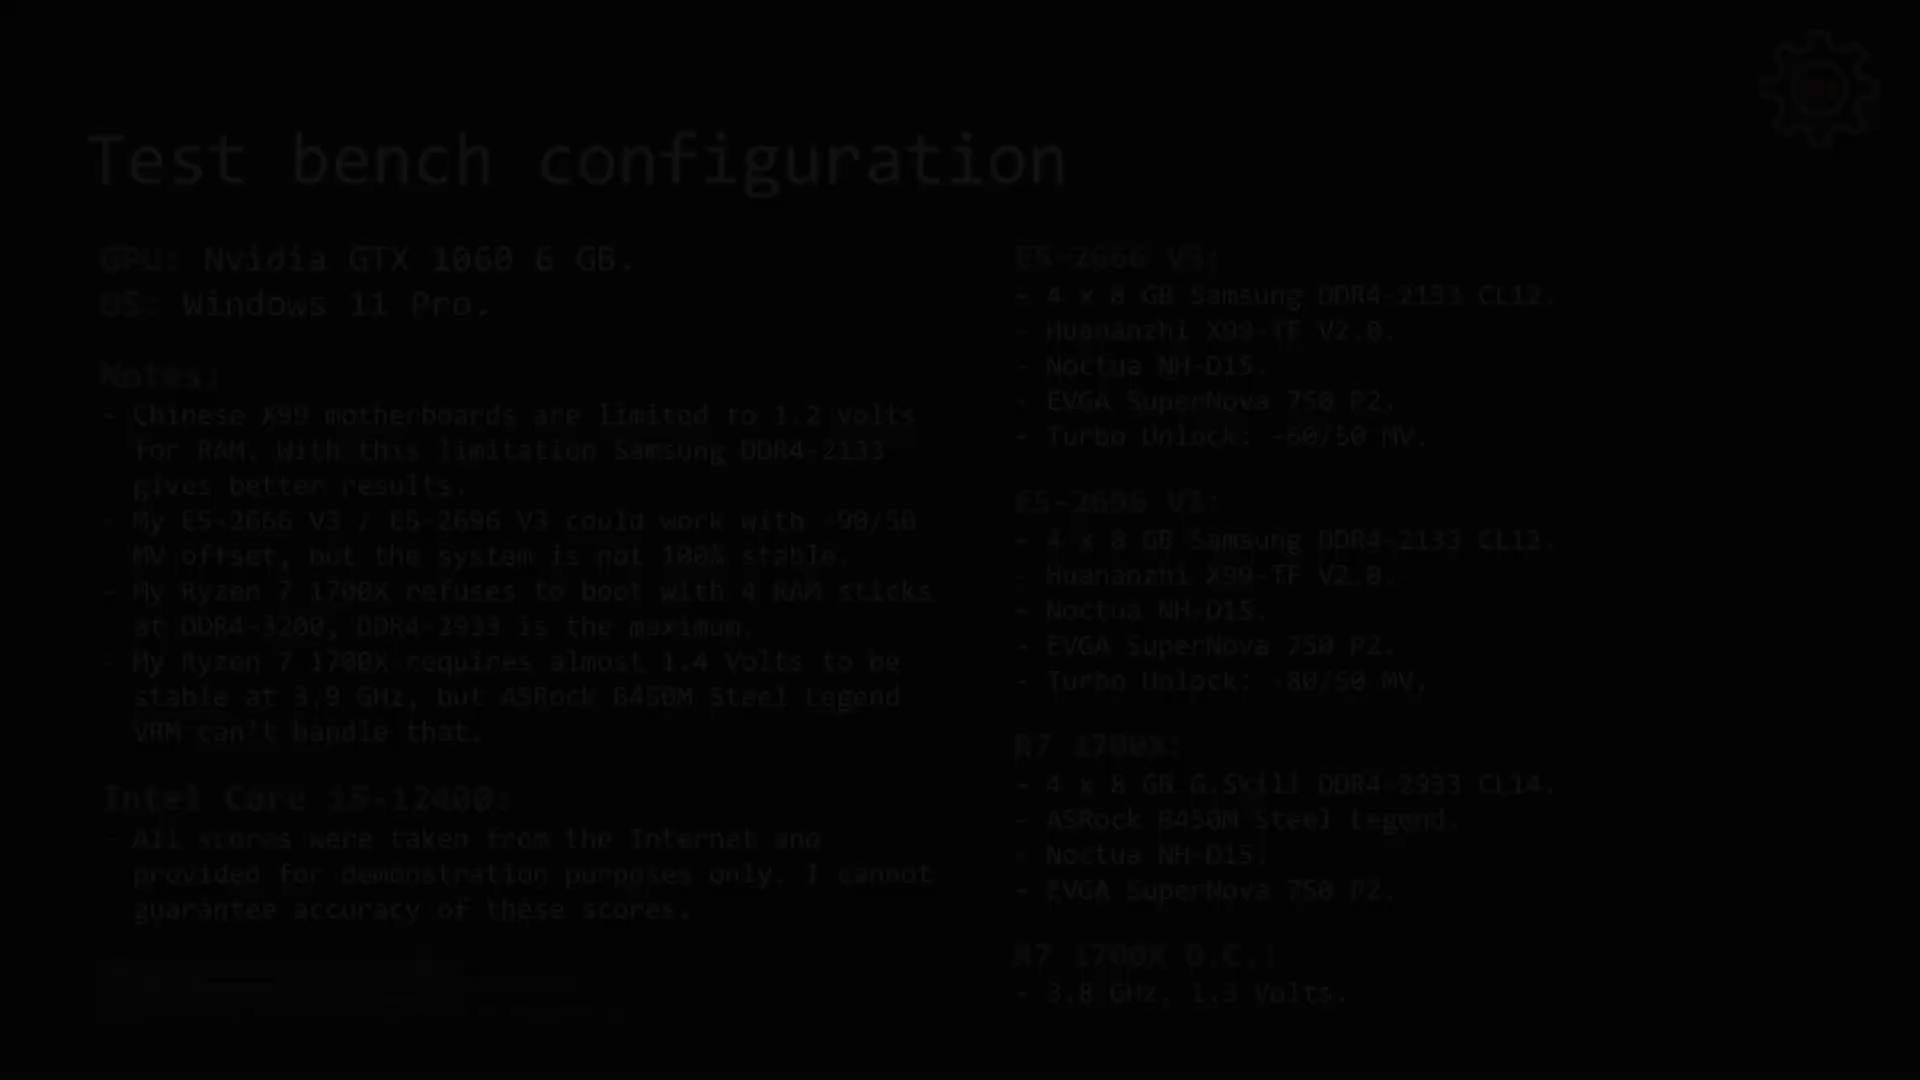 Test bench configuration
GPU: Nvidia GTX 1060 6 GB.
OS: Windows 11 Pro.
Notes:
- Chinese X99 motherboards are limited to 1.2 Volts
for RAM. With this limitation Samsung DDR4-2133
gives better results.
- My E5-2666 V3 / E5-2696 V3 could work with -90/50
MV offset, but the system is not 100% stable.
- My Ryzen 7 1700X refuses to boot with 4 RAM sticks
at DDR4-3200, DDR4-2933 is the maximum.
- My Ryzen 7 1700X requires almost 1.4 Volts to be
stable at 3.9 GHz, but ASRock B450M Steel Legend
VRM can't handle that.
Intel Core i5-12400:
- All scores were taken from the Internet and
provided for demonstration purposes only. I cannot
guarantee accuracy of these scores.
E5-2666 V3:
- 4 x 8 GB Samsung DDR4-2133 CL12.
- Huananzhi X99-TF V2.0.
- Noctua NH-D15.
- EVGA SuperNova 750 P2.
- Turbo Unlock: -60/50 MV.
E5-2696 V3:
- 4 x 8 GB Samsung DDR4-2133 CL12.
- Huananzhi X99-TF V2.0.
- Noctua NH-D15.
- EVGA SuperNova 750 P2.
- Turbo Unlock: -80/50 MV.
R7 1700X:
- 4 x 8 GB G.Skill DDR4-2933 CL14.
- ASRock B450M Steel Legend.
- Noctua NH-D15.
- EVGA SuperNova 750 P2.
R7 1700X O.C.:
- 3.8 GHz, 1.3 Volts.